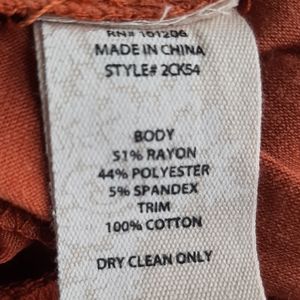 RN# 161206
MADE IN CHINA
STYLE# 2CK54
BODY
51% RAYON
44% POLYESTER
5% SPANDEX
TRIM
100% COTTON
DRY CLEAN ONLY